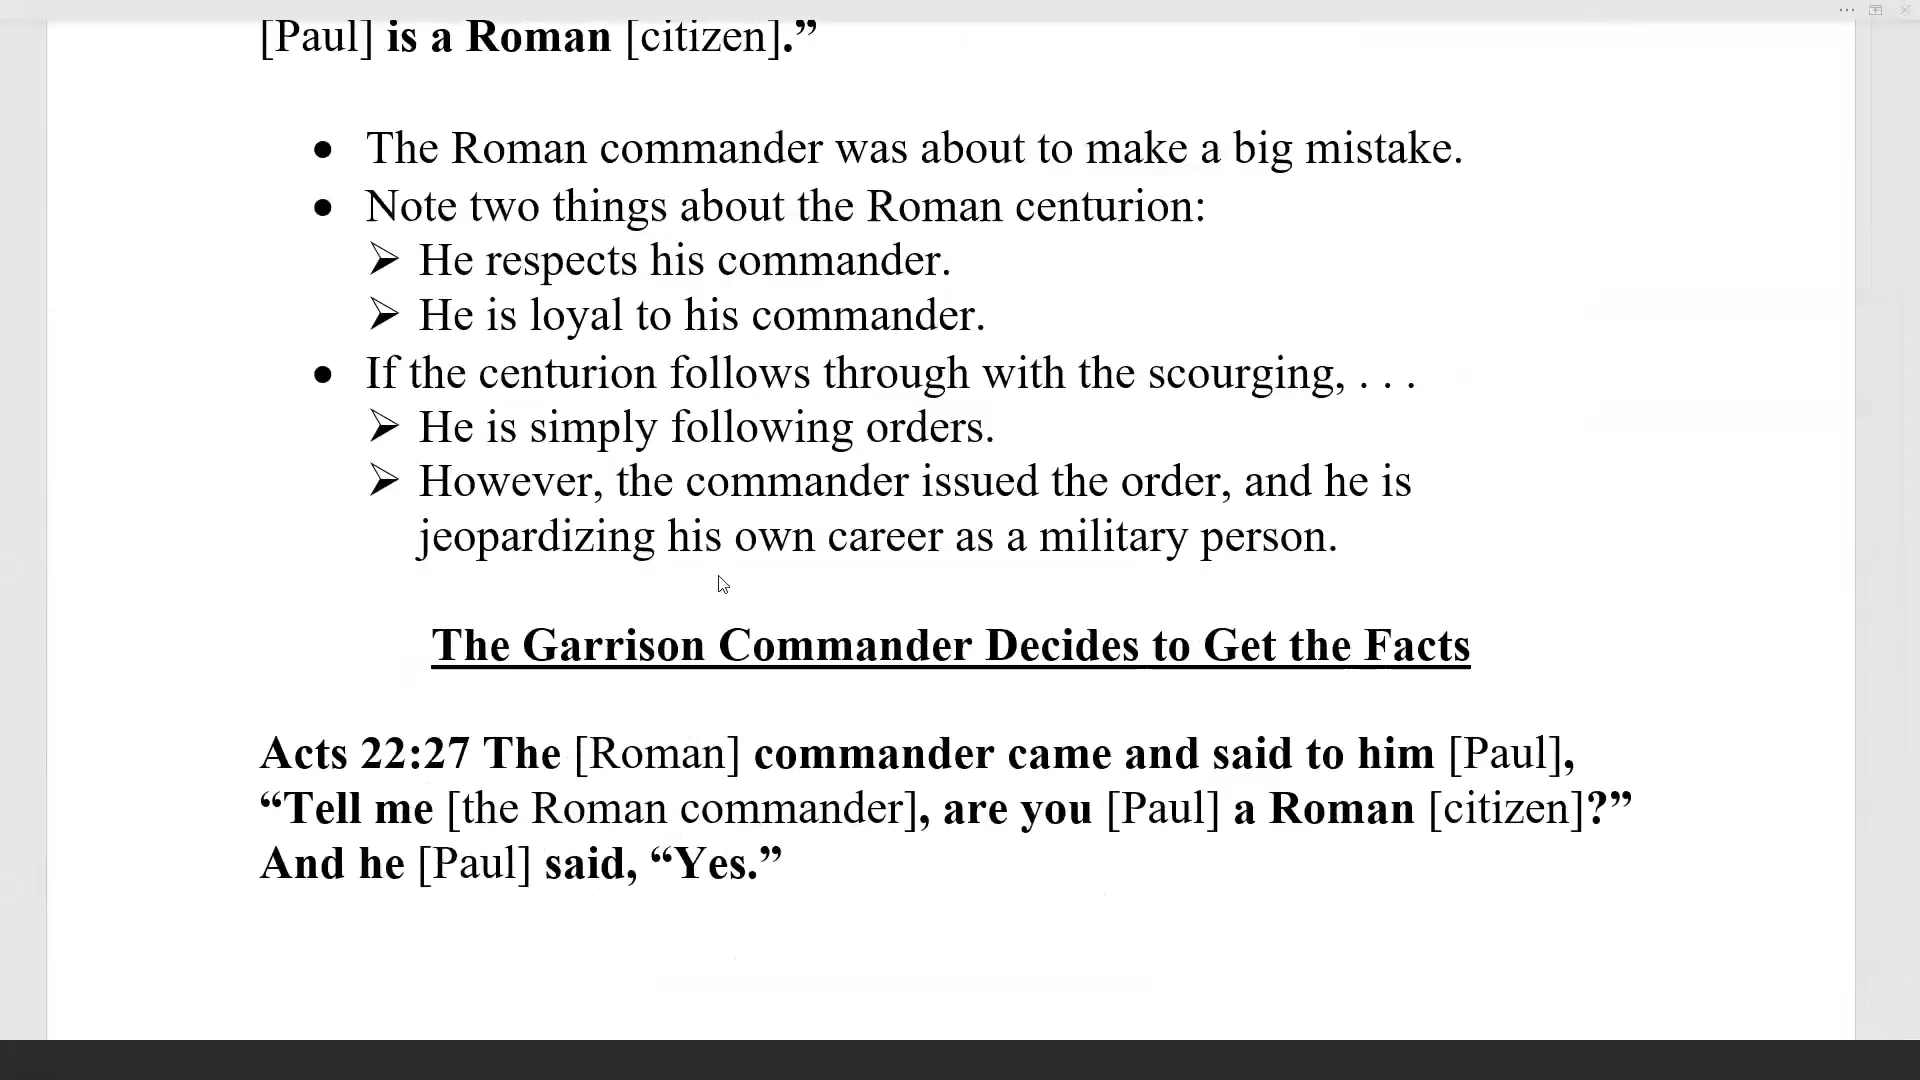 [Paul] is a Roman [citizen].”
• The Roman commander was about to make a big mistake.
• Note two things about the Roman centurion:
➢ He respects his commander.
➢ He is loyal to his commander.
• If the centurion follows through with the scourging, . . .
➢ He is simply following orders.
➢ However, the commander issued the order, and he is
jeopardizing his own career as a military person.
The Garrison Commander Decides to Get the Facts
Acts 22:27 The [Roman] commander came and said to him [Paul],
“Tell me [the Roman commander], are you [Paul] a Roman [citizen]?”
And he [Paul] said, “Yes.”